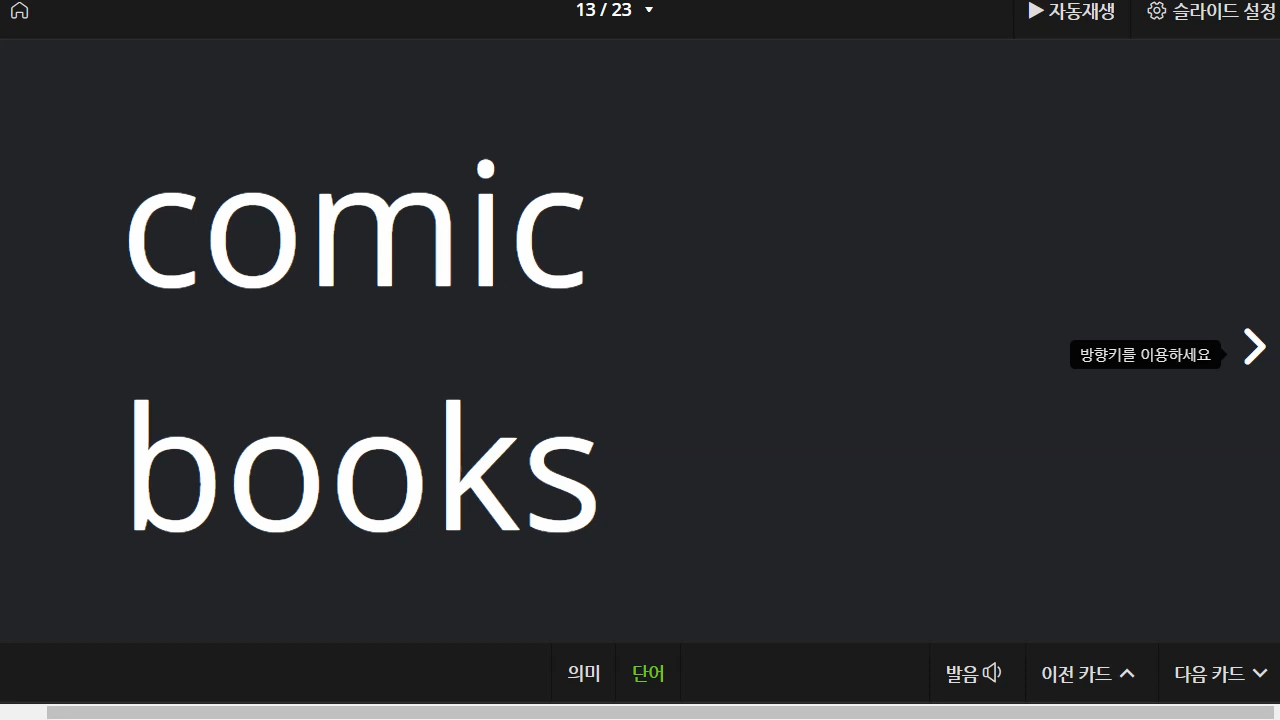 13 / 23
자동재생
슬라이드 설정
comic
books
방향키를 이용하세요
의미
단어
발음
이전 카드
다음 카드